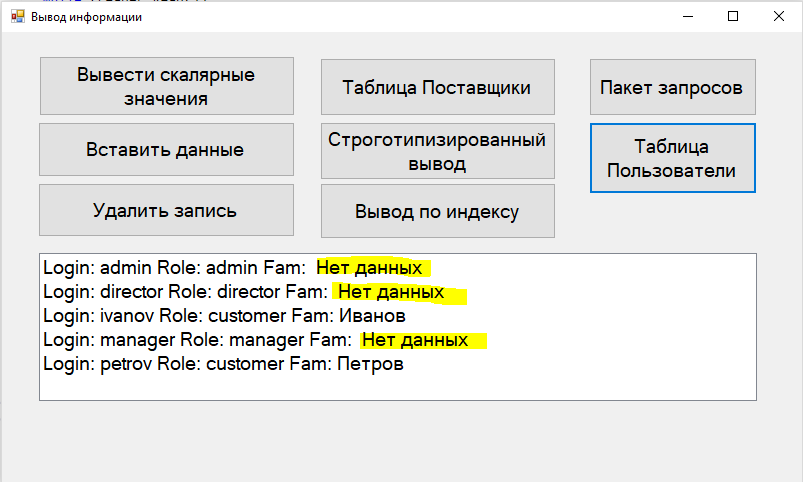 Вывод информации
Вывести скалярные
значения
Таблица Поставщики
Пакет запросов
Вставить данные
Строготипизированный
вывод
Таблица
Пользователи
Удалить запись
Вывод по индексу
Login: admin Role: admin Fam: Нет данных
Login: director Role: director Fam: Нет данных
Login: ivanov Role: customer Fam: Иванов
Login: manager Role: manager Fam: Нет данных
Login: petrov Role: customer Fam: Петров